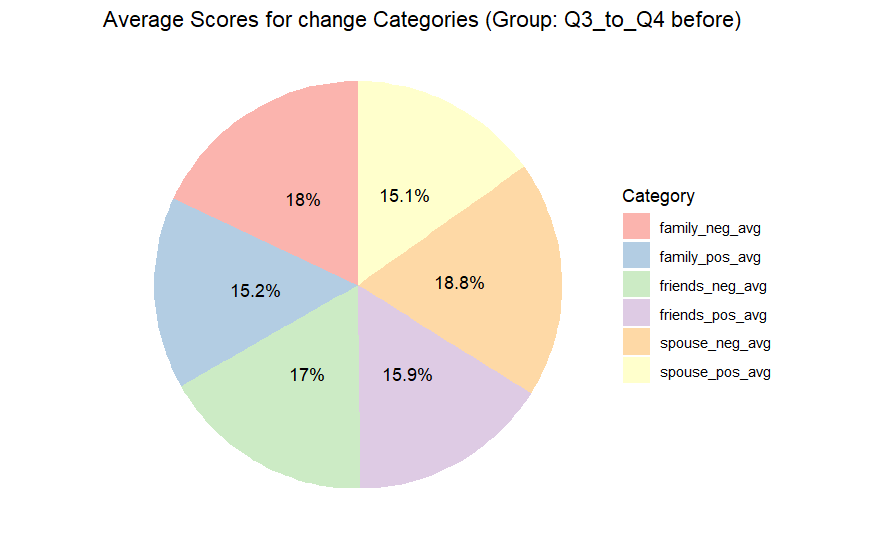 Average Scores for change Categories (Group: Q3_to_Q4 before)
18%
15.1%
15.2%
18.8%
17%
15.9%
Category
family_neg_avg
family_pos_avg
friends_neg_avg
friends_pos_avg
spouse_neg_avg
spouse_pos_avg